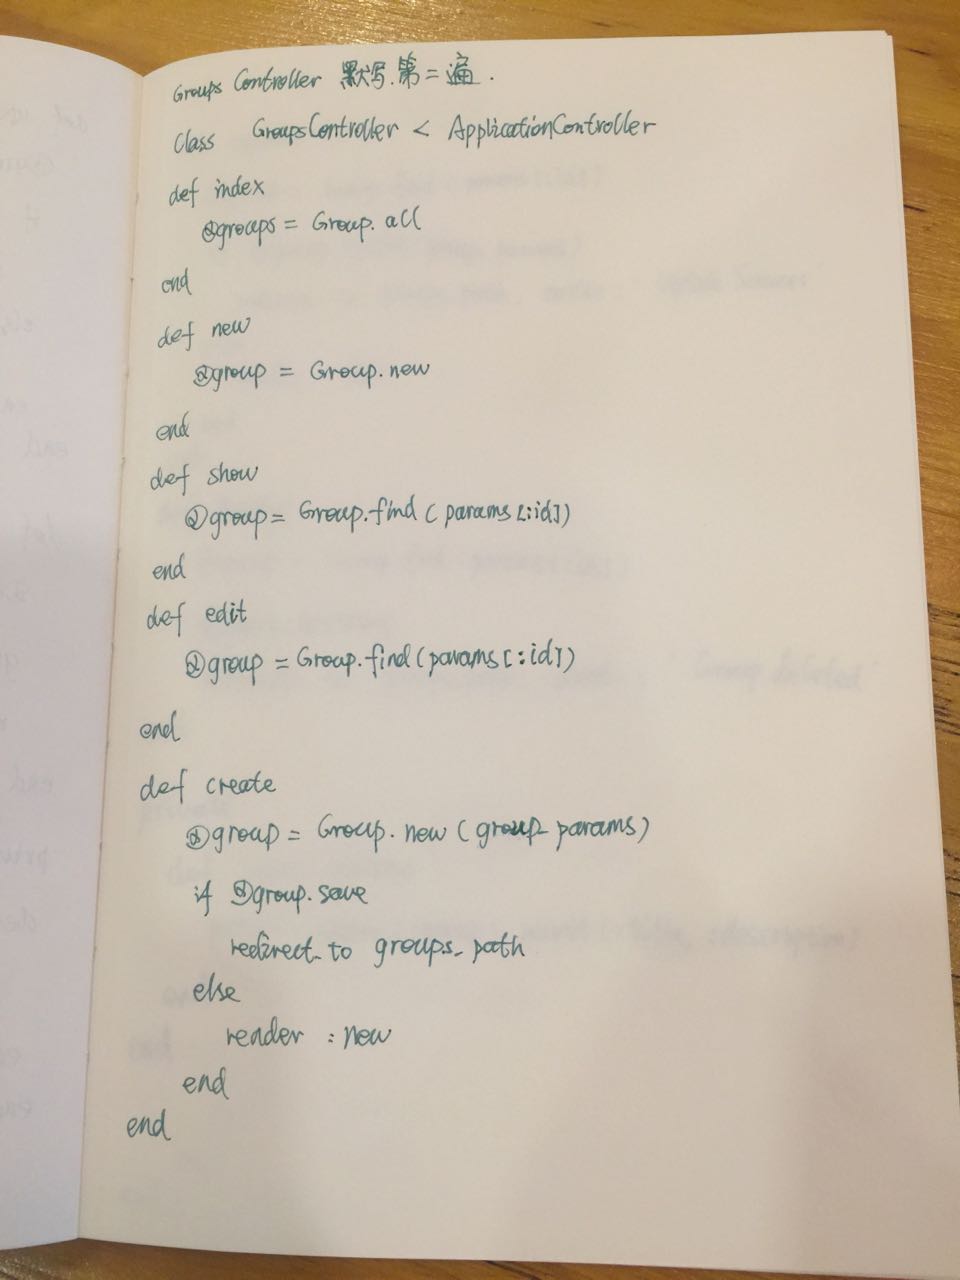 Groups Controller 默写.第二遍.
Class GroupsController < ApplicationController
def index
@groups = Group.all
end
def new
@group = Group.new
end
def show
@group = Group.find(params[:id])
end
def edit
@group = Group.find(params[:id])
end
def create
@group = Group.new(group_params)
if @group.save
redirect_to groups_path
else
render :new
end
end